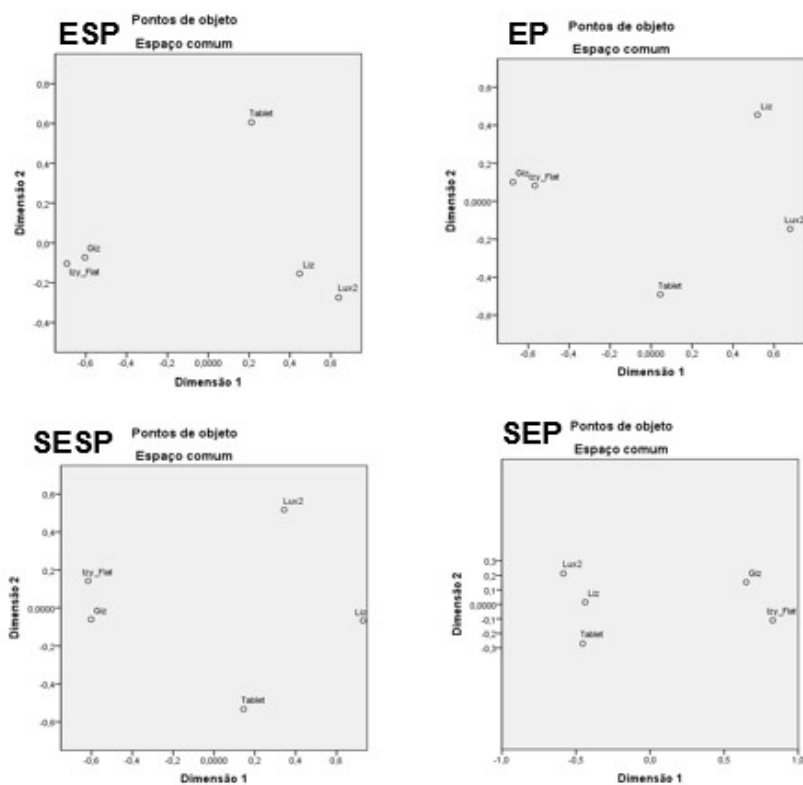 ESP
Pontos de objeto
Espaço comum
Dimensão 2
0,8
0,6
0,4
0,2
0,0
-0,2
-0,4
Tablet
Giz
Izy_Flat
Liz
Lux2
-0,6 -0,4 -0,2 0,0000 0,2 0,4 0,6
Dimensão 1
EP
Pontos de objeto
Espaço comum
Dimensão 2
0,6
0,4
0,2
0,0000
-0,2
-0,4
-0,6
Liz
Giz
Izy_Flat
Lux2
Tablet
-0,6 -0,4 -0,2 0,0000 0,2 0,4 0,6
Dimensão 1
SESP
Pontos de objeto
Espaço comum
Dimensão 2
0,6
0,4
0,2
0,0000
-0,2
-0,4
-0,6
Lux2
Izy_Flat
Giz
Liz
Tablet
-0,6 -0,4 -0,2 0,0000 0,2 0,4 0,6
Dimensão 1
SEP
Pontos de objeto
Espaço comum
Dimensão 2
0,3
0,2
0,1
0,0000
-0,1
-0,2
-0,3
Lux2
Giz
Liz
Izy_Flat
Tablet
-1,0 -0,5 0,0 0,5 1,0
Dimensão 1